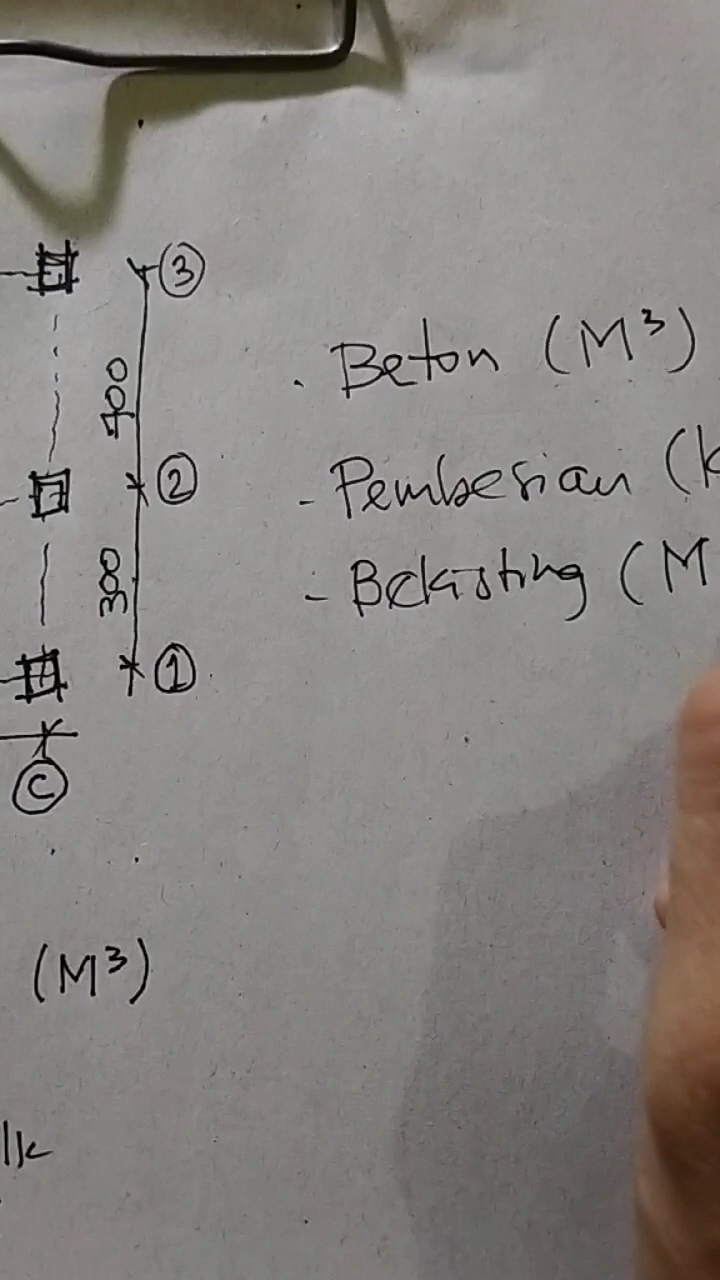 3
400
Beton (M³)
2
- Pembesian (k
300
- Bekisting (M
1
C
(M³)